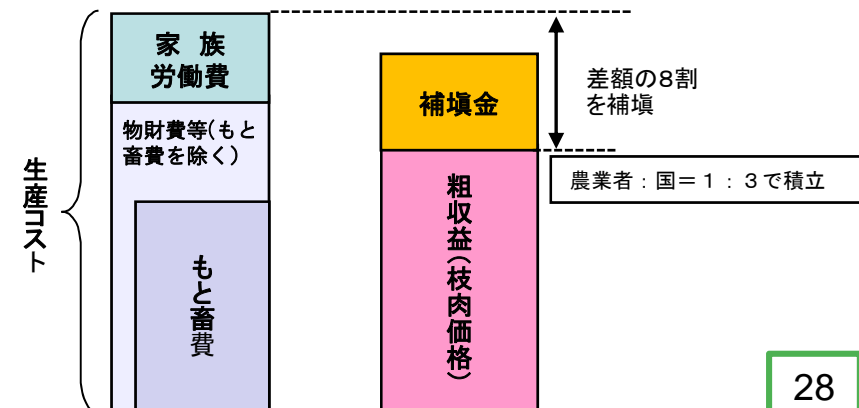 家 族
労働費
物財費等(もと
畜費を除く)
もと畜費
生産コスト
補塡金
粗収益(枝肉価格)
差額の8割
を補塡
農業者:国=1:3で積立
28